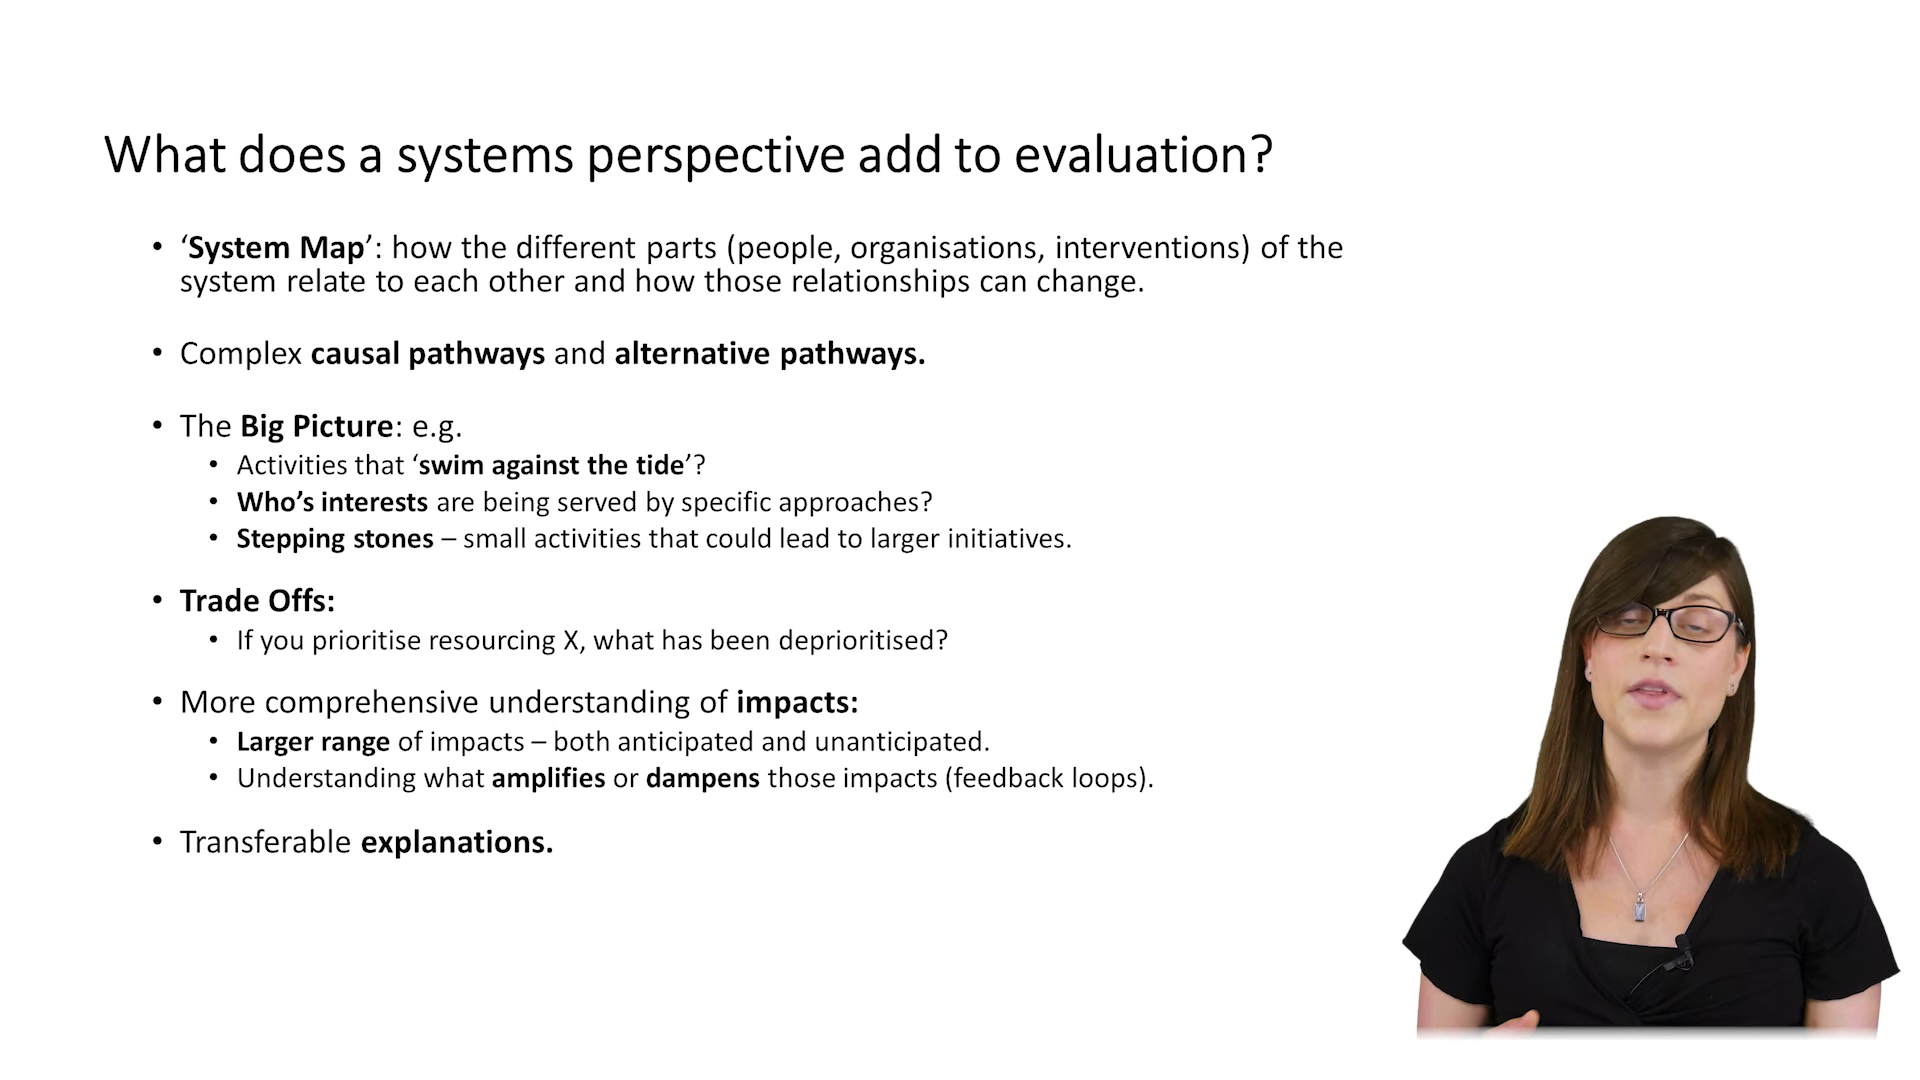 What does a systems perspective add to evaluation?
• ‘System Map’: how the different parts (people, organisations, interventions) of the
system relate to each other and how those relationships can change.
• Complex causal pathways and alternative pathways.
• The Big Picture: e.g.
• Activities that ‘swim against the tide’?
• Who’s interests are being served by specific approaches?
• Stepping stones – small activities that could lead to larger initiatives.
• Trade Offs:
• If you prioritise resourcing X, what has been deprioritised?
• More comprehensive understanding of impacts:
• Larger range of impacts – both anticipated and unanticipated.
• Understanding what amplifies or dampens those impacts (feedback loops).
• Transferable explanations.